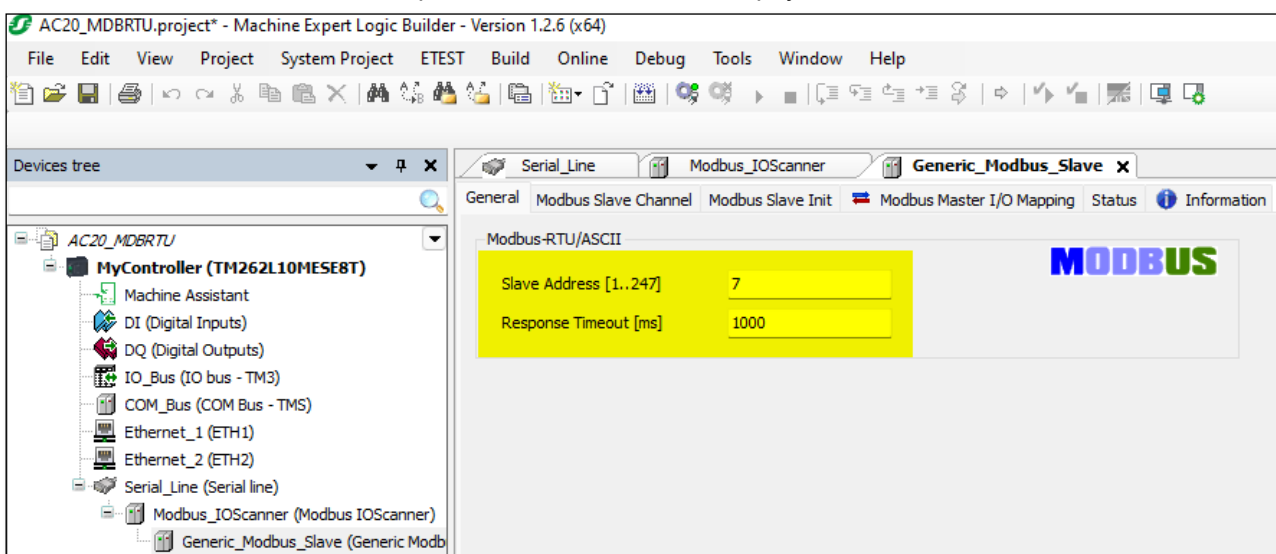 AC20_MDBRTU.project* - Machine Expert Logic Builder - Version 1.2.6 (x64)
File Edit View Project System Project ETEST Build Online Debug Tools Window Help
Devices tree
Serial_Line Modbus_IOScanner Generic_Modbus_Slave
General Modbus Slave Channel Modbus Slave Init Modbus Master I/O Mapping Status Information
AC20_MDBRTU
MyController (TM262L10MESE8T)
Machine Assistant
DI (Digital Inputs)
DQ (Digital Outputs)
IO_Bus (IO bus - TM3)
COM_Bus (COM Bus - TMS)
Ethernet_1 (ETH1)
Ethernet_2 (ETH2)
Serial_Line (Serial line)
Modbus_IOScanner (Modbus IOScanner)
Generic_Modbus_Slave (Generic Modb
Modbus-RTU/ASCII
MODBUS
Slave Address [1..247] 7
Response Timeout [ms] 1000